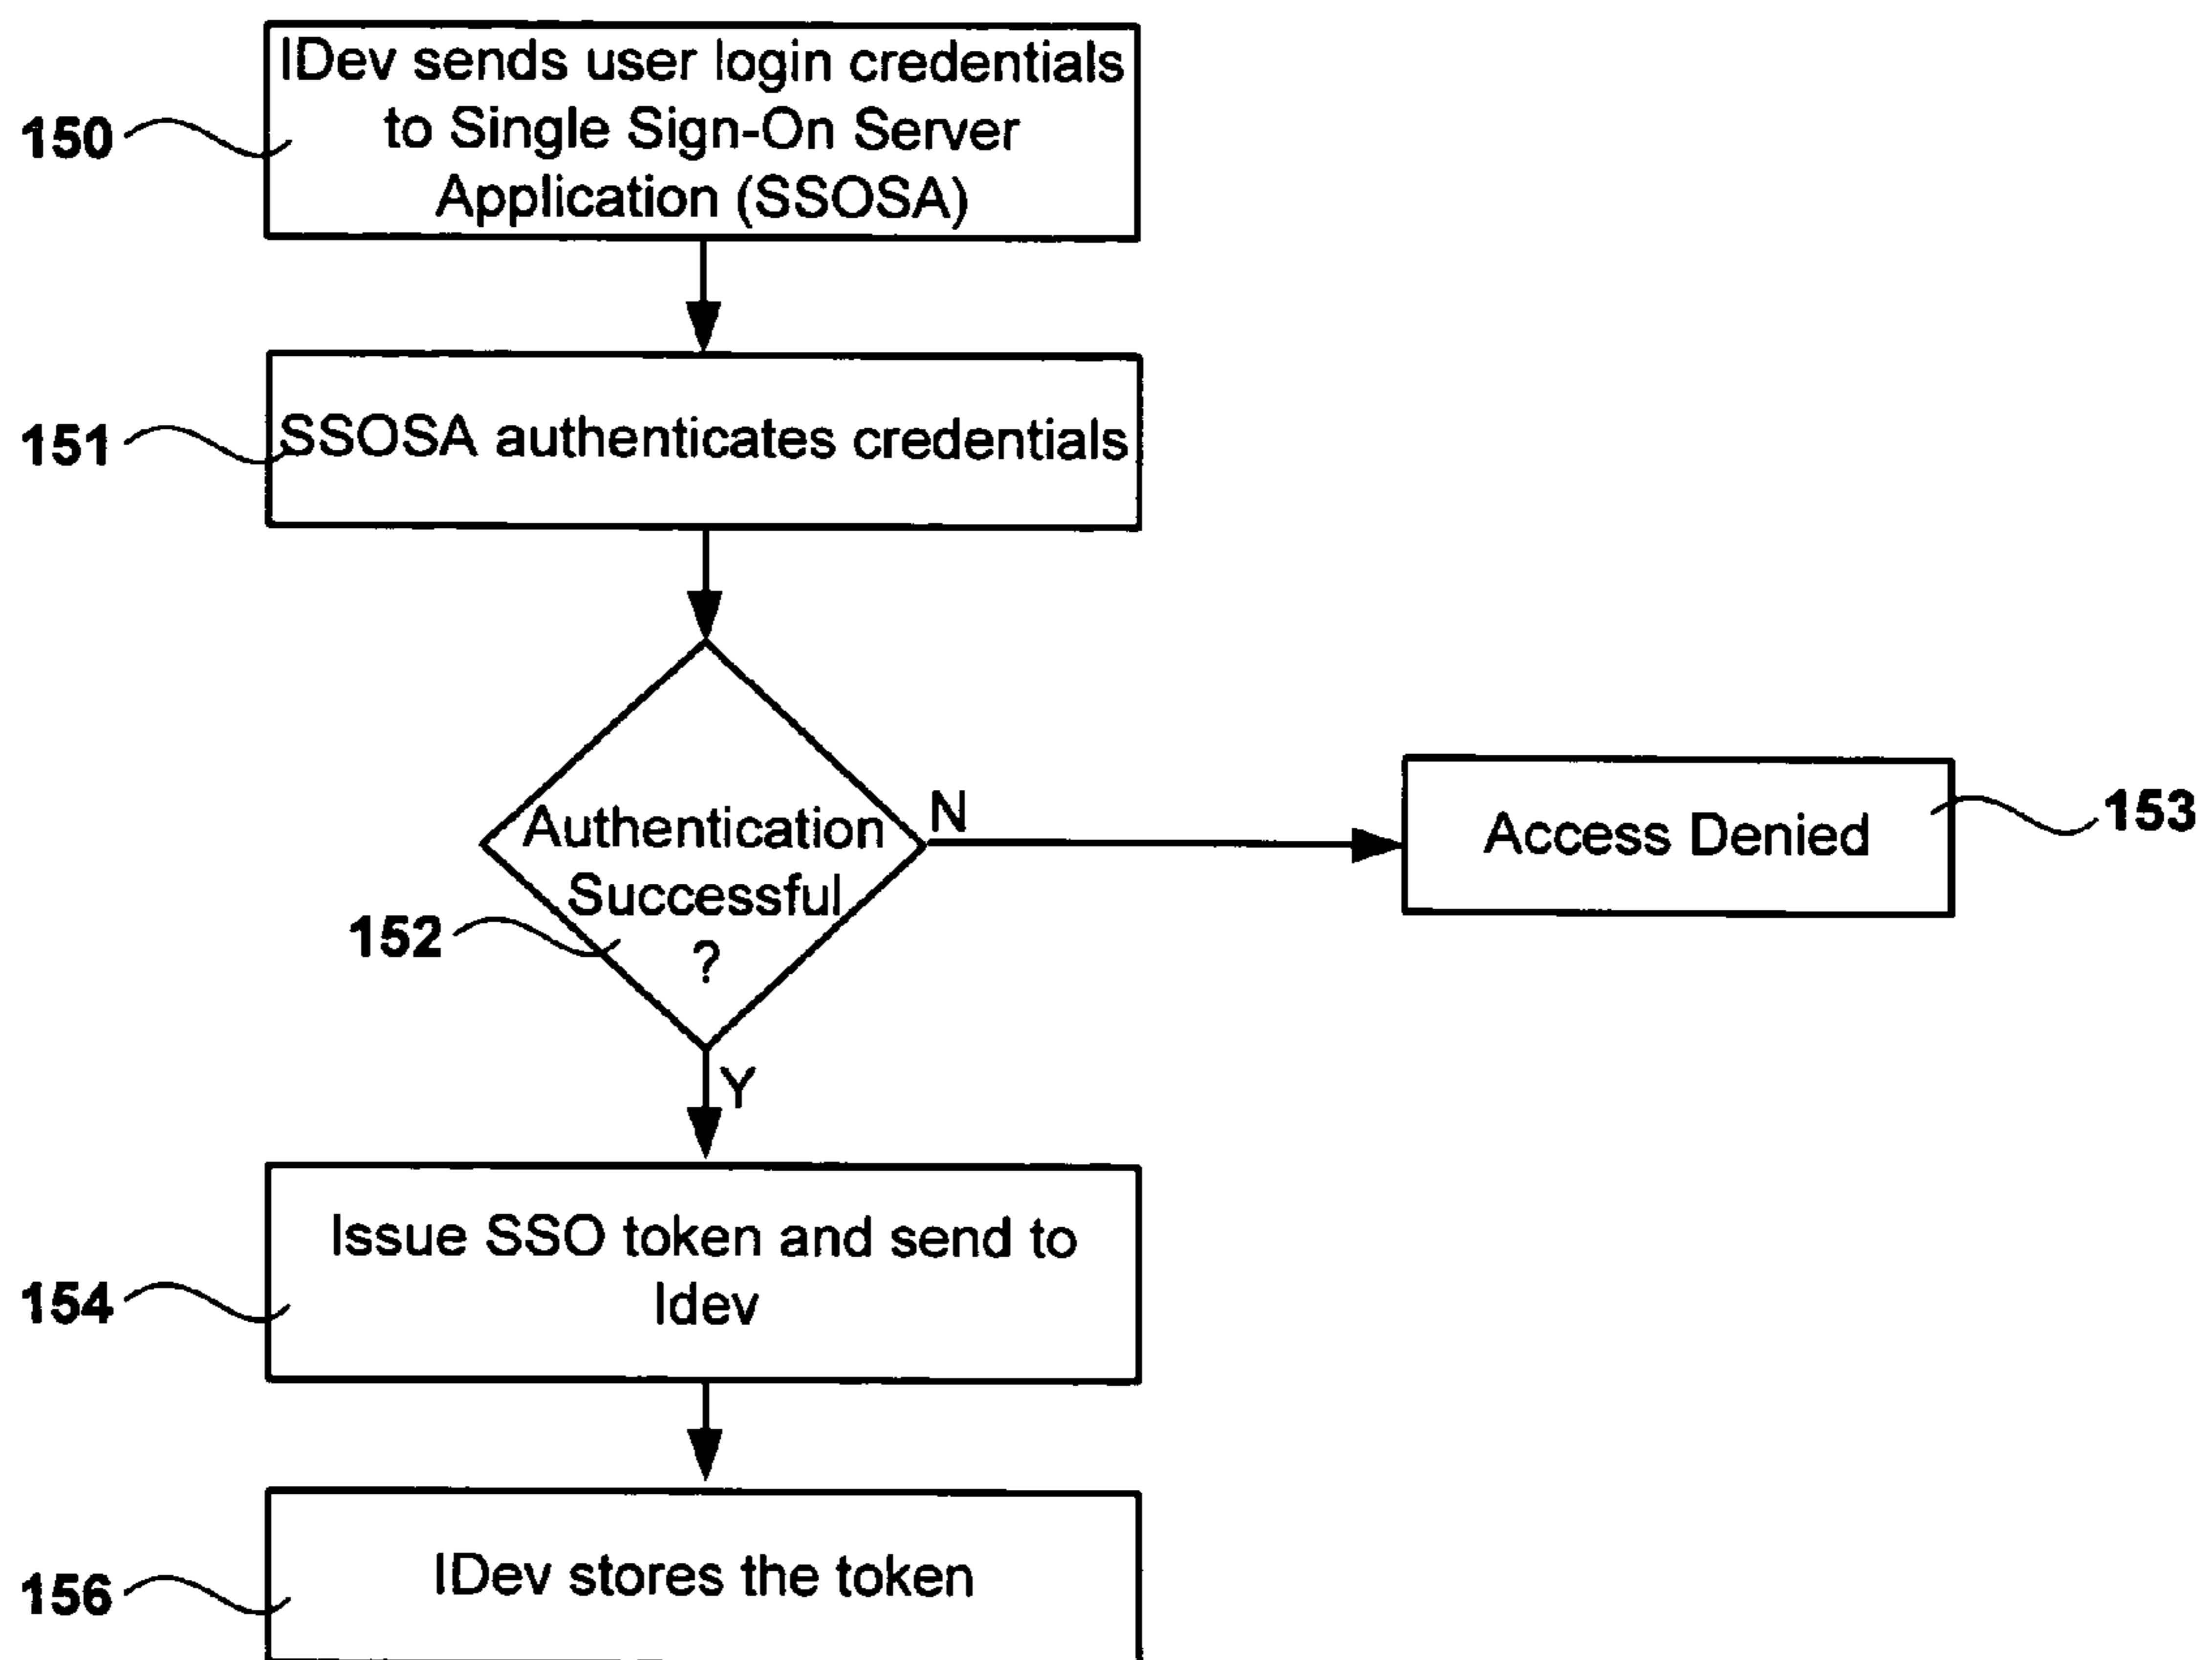 IDev sends user login credentials
to Single Sign-On Server
Application (SSOSA)
150
SSOSA authenticates credentials
151
Authentication
Successful
?
152
N
Access Denied
153
Y
Issue SSO token and send to
Idev
154
IDev stores the token
156